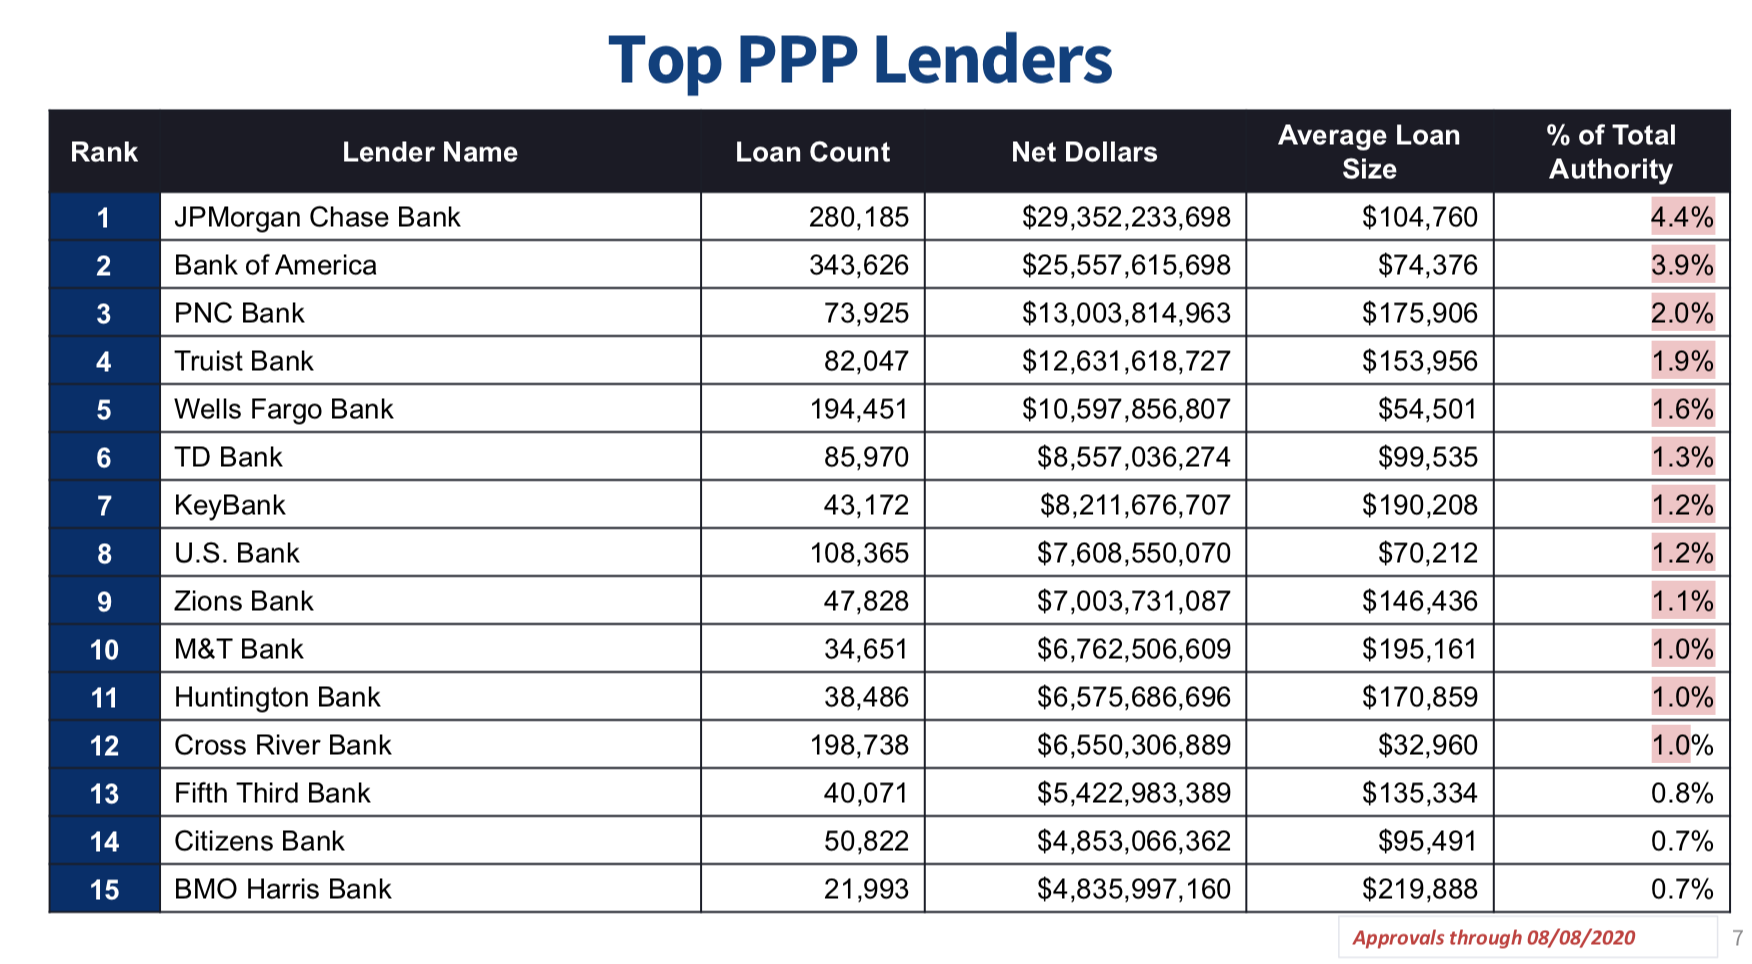 Top PPP Lenders
Rank Lender Name Loan Count Net Dollars Average Loan Size % of Total Authority
1 JPMorgan Chase Bank 280,185 $29,352,233,698 $104,760 4.4%
2 Bank of America 343,626 $25,557,615,698 $74,376 3.9%
3 PNC Bank 73,925 $13,003,814,963 $175,906 2.0%
4 Truist Bank 82,047 $12,631,618,727 $153,956 1.9%
5 Wells Fargo Bank 194,451 $10,597,856,807 $54,501 1.6%
6 TD Bank 85,970 $8,557,036,274 $99,535 1.3%
7 KeyBank 43,172 $8,211,676,707 $190,208 1.2%
8 U.S. Bank 108,365 $7,608,550,070 $70,212 1.2%
9 Zions Bank 47,828 $7,003,731,087 $146,436 1.1%
10 M&T Bank 34,651 $6,762,506,609 $195,161 1.0%
11 Huntington Bank 38,486 $6,575,686,696 $170,859 1.0%
12 Cross River Bank 198,738 $6,550,306,889 $32,960 1.0%
13 Fifth Third Bank 40,071 $5,422,983,389 $135,334 0.8%
14 Citizens Bank 50,822 $4,853,066,362 $95,491 0.7%
15 BMO Harris Bank 21,993 $4,835,997,160 $219,888 0.7%
Approvals through 08/08/2020 7